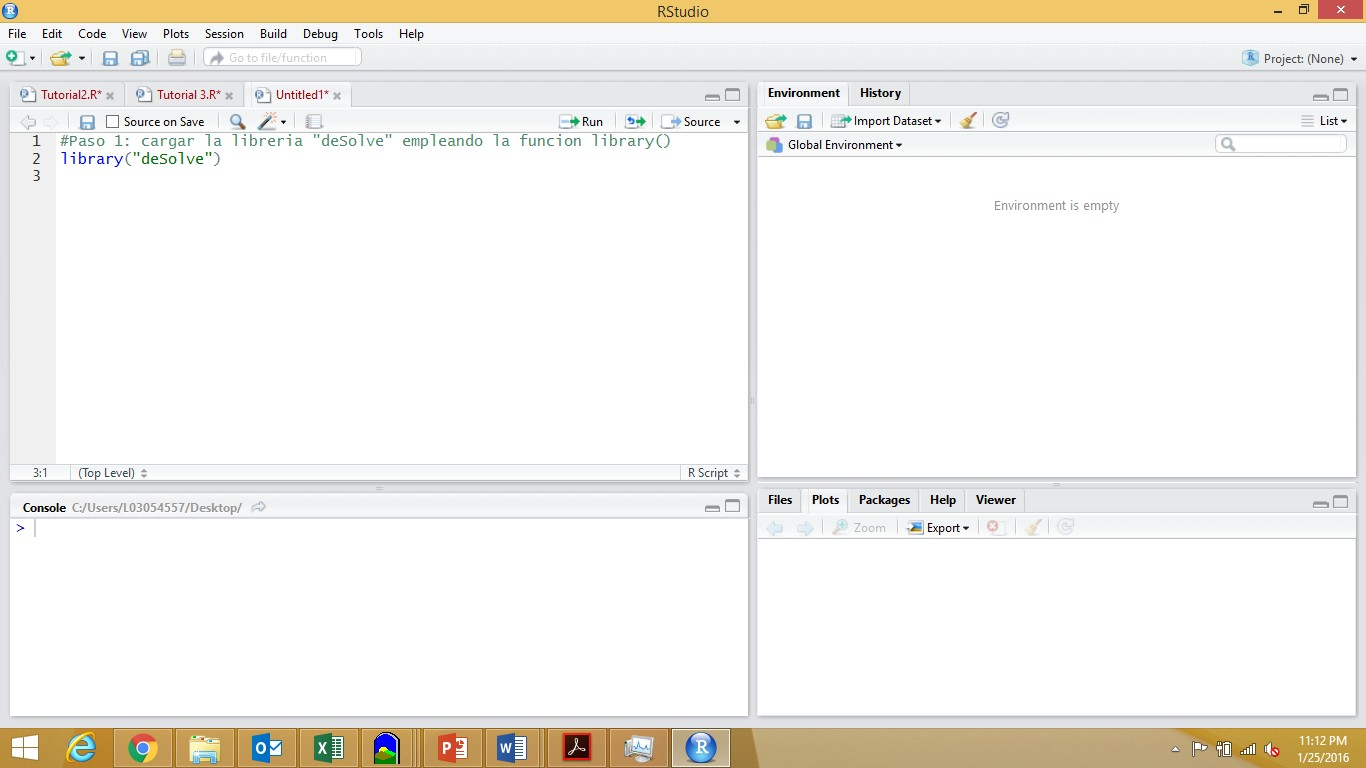 RStudio
File Edit Code View Plots Session Build Debug Tools Help
Go to file/function
Project: (None)
Tutorial2.R* Tutorial 3.R* Untitled1*
Source on Save Run Source
1 #Paso 1: cargar la libreria "deSolve" empleando la funcion library()
2 library("deSolve")
3
3:1 (Top Level) R Script
Console C:/Users/L03054557/Desktop/
>
Environment History
Import Dataset List
Global Environment
Environment is empty
Files Plots Packages Help Viewer
Zoom Export
11:12 PM
1/25/2016